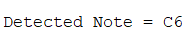 Detected Note = C6